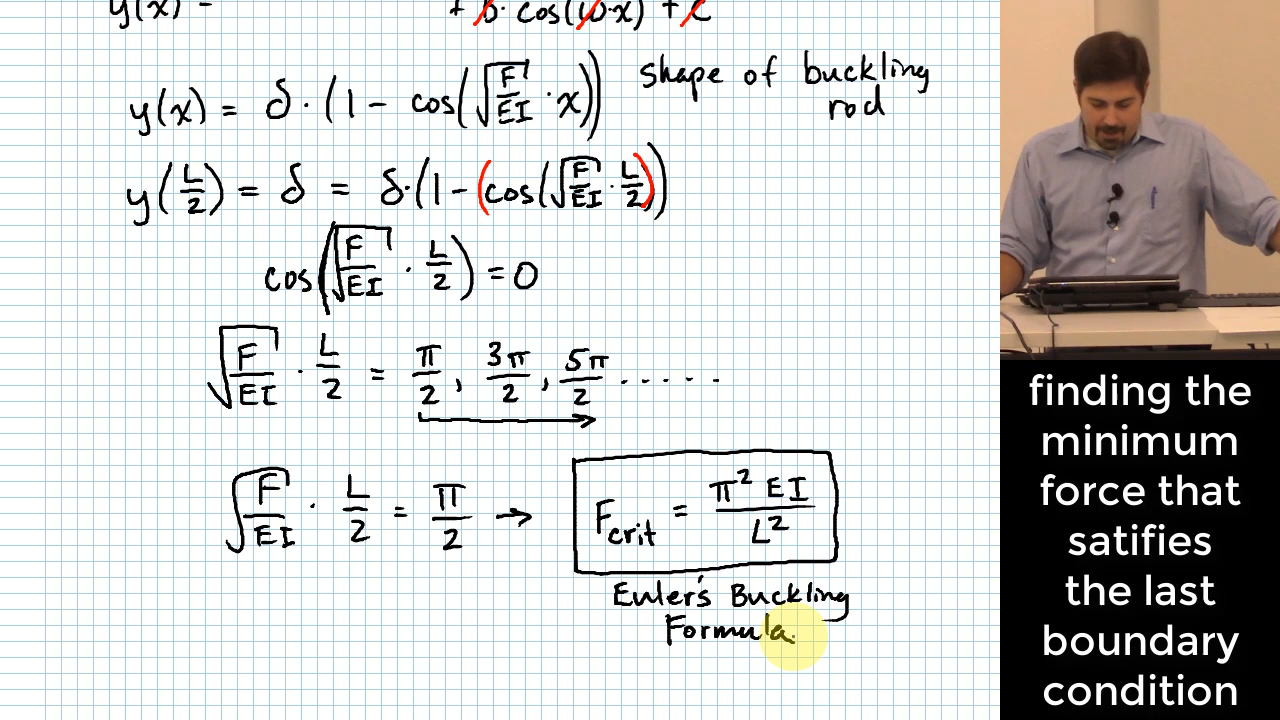 y(x) = + b · cos(ω·x) + c
y(x) = δ · (1 − cos(√(F/EI) · x)) shape of buckling
rod
y(L/2) = δ = δ·(1 − (cos(√(F/EI) · L/2)))
cos(√(F/EI) · L/2) = 0
√(F/EI) · L/2 = π/2, 3π/2, 5π/2 .....
√(F/EI) · L/2 = π/2 → F_crit = π² EI / L²
Euler's Buckling
Formula.
finding the
minimum
force that
satifies
the last
boundary
condition